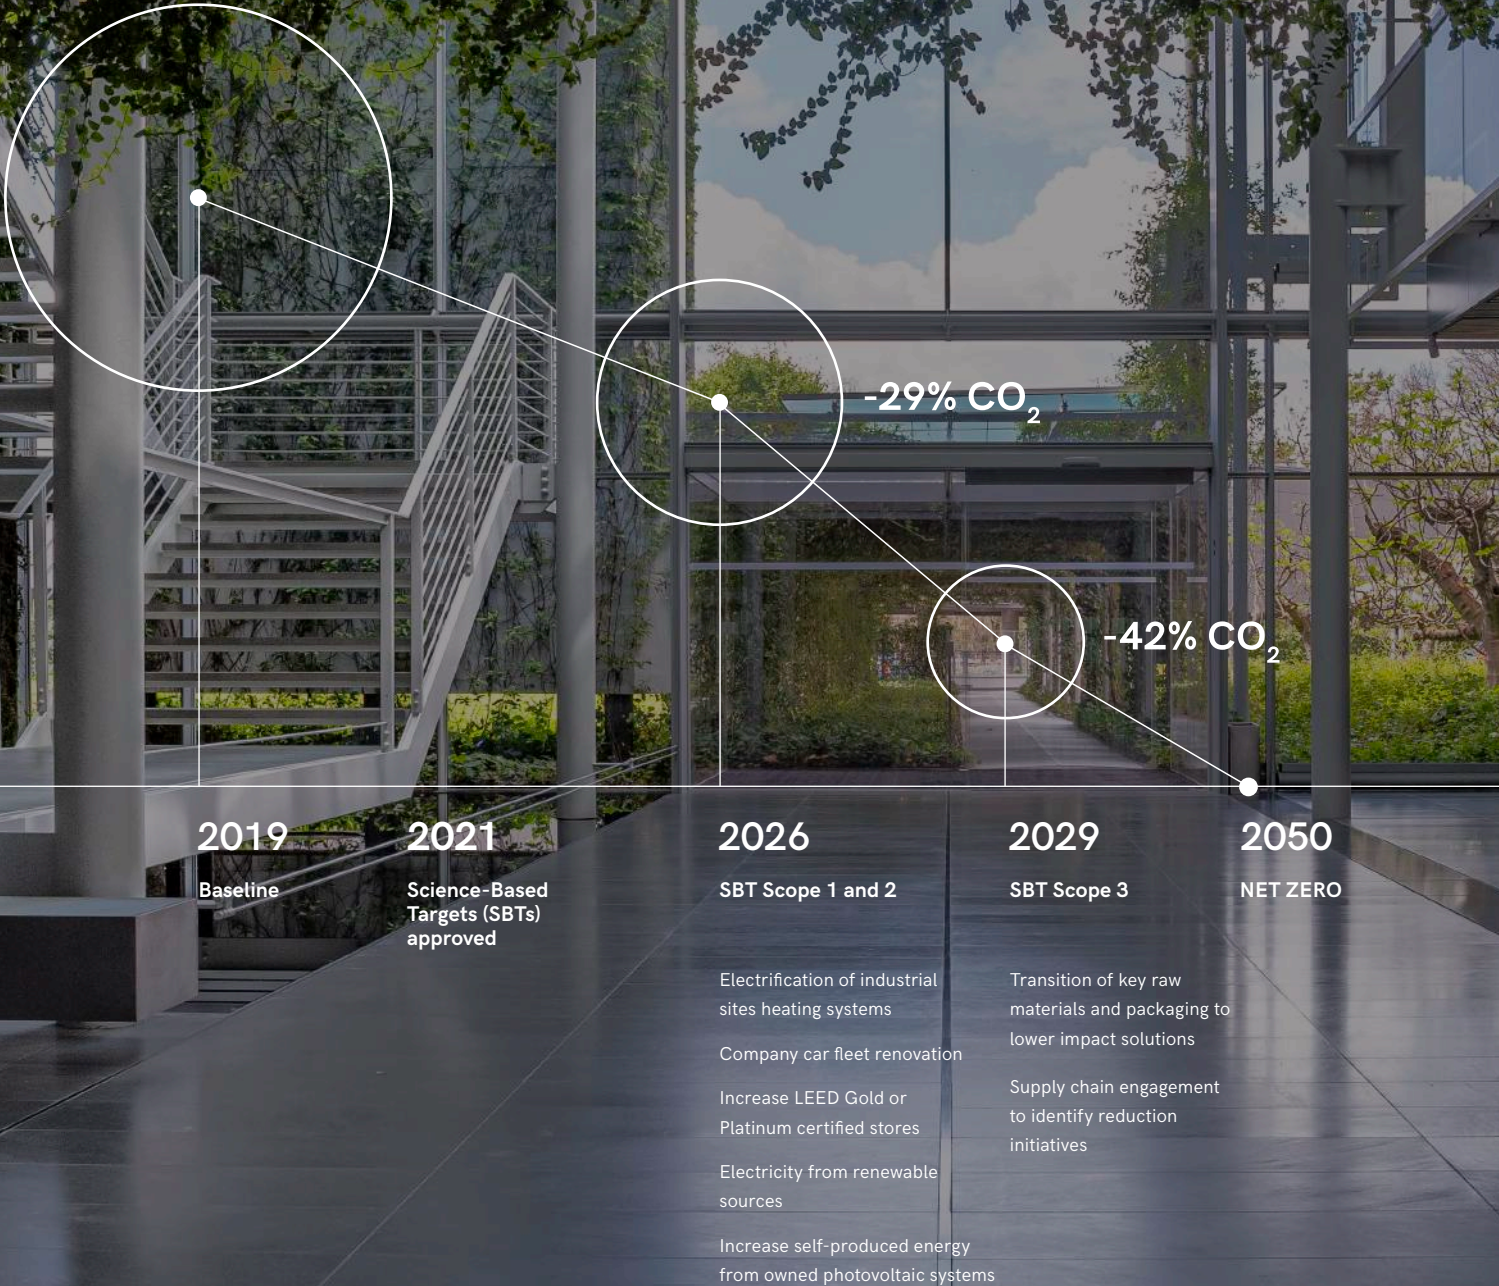 -29% CO2
-42% CO2
2019
Baseline
2021
Science-Based
Targets (SBTs)
approved
2026
SBT Scope 1 and 2
Electrification of industrial
sites heating systems
Company car fleet renovation
Increase LEED Gold or
Platinum certified stores
Electricity from renewable
sources
Increase self-produced energy
from owned photovoltaic systems
2029
SBT Scope 3
Transition of key raw
materials and packaging to
lower impact solutions
Supply chain engagement
to identify reduction
initiatives
2050
NET ZERO